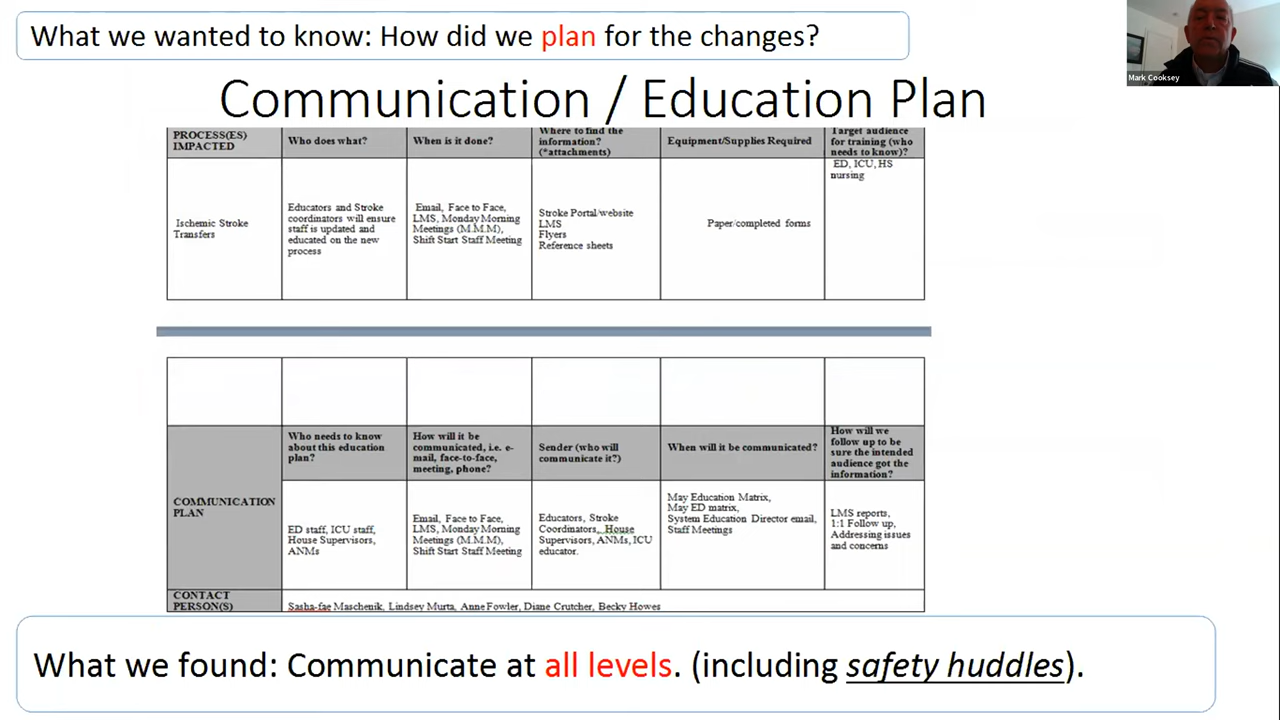 What we wanted to know: How did we plan for the changes?
Mark Cooksey
Communication / Education Plan
PROCESS(ES)
IMPACTED
Who does what?
When is it done?
Where to find the
information?
(*attachments)
Equipment/Supplies Required
Target audience
for training (who
needs to know)?
Ischemic Stroke
Transfers
Educators and Stroke
coordinators will ensure
staff is updated and
educated on the new
process
Email, Face to Face,
LMS, Monday Morning
Meetings (M.M.M),
Shift Start Staff Meeting
Stroke Portal/website
LMS
Flyers
Reference sheets
Paper/completed forms
ED, ICU, HS
nursing
Who needs to know
about this education
plan?
How will it be
communicated, i.e. e-
mail, face-to-face,
meeting, phone?
Sender (who will
communicate it?)
When will it be communicated?
How will we
follow up to be
sure the intended
audience got the
information?
COMMUNICATION
PLAN
ED staff, ICU staff,
House Supervisors,
ANMs
Email, Face to Face,
LMS, Monday Morning
Meetings (M.M.M),
Shift Start Staff Meeting
Educators, Stroke
Coordinators, House
Supervisors, ANMs, ICU
educator.
May Education Matrix,
May ED matrix,
System Education Director email,
Staff Meetings
LMS reports,
1:1 Follow up,
Addressing issues
and concerns
CONTACT
PERSON(S)
Sasha-fae Maschenik, Lindsey Murta, Anne Fowler, Diane Crutcher, Becky Howes
What we found: Communicate at all levels. (including safety huddles).